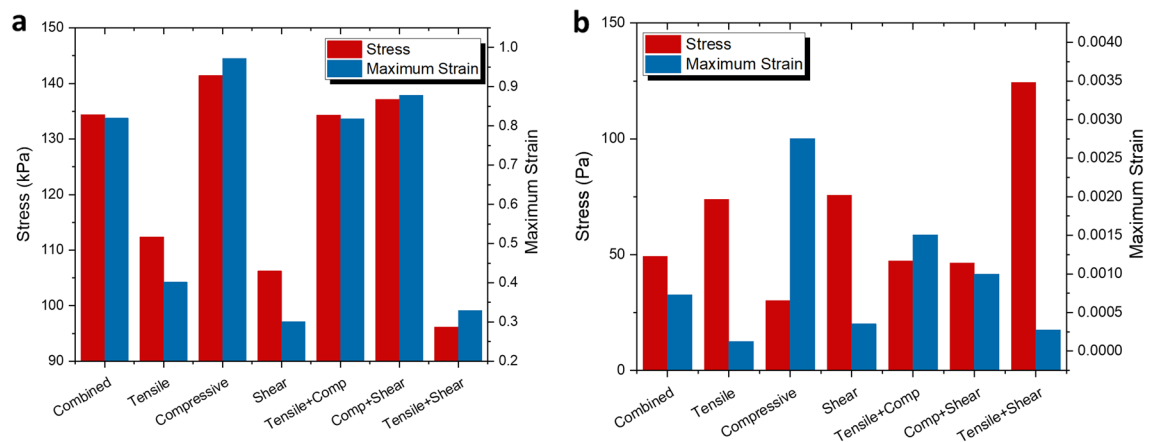 a
150
140
130
120
110
100
90
Stress (kPa)
Stress
Maximum Strain
1.0
0.9
0.8
0.7
0.6
0.5
0.4
0.3
0.2
Maximum Strain
Combined
Tensile
Compressive
Shear
Tensile+Comp
Comp+Shear
Tensile+Shear
b
150
100
50
0
Stress (Pa)
Stress
Maximum Strain
0.0040
0.0035
0.0030
0.0025
0.0020
0.0015
0.0010
0.0005
0.0000
Maximum Strain
Combined
Tensile
Compressive
Shear
Tensile+Comp
Comp+Shear
Tensile+Shear